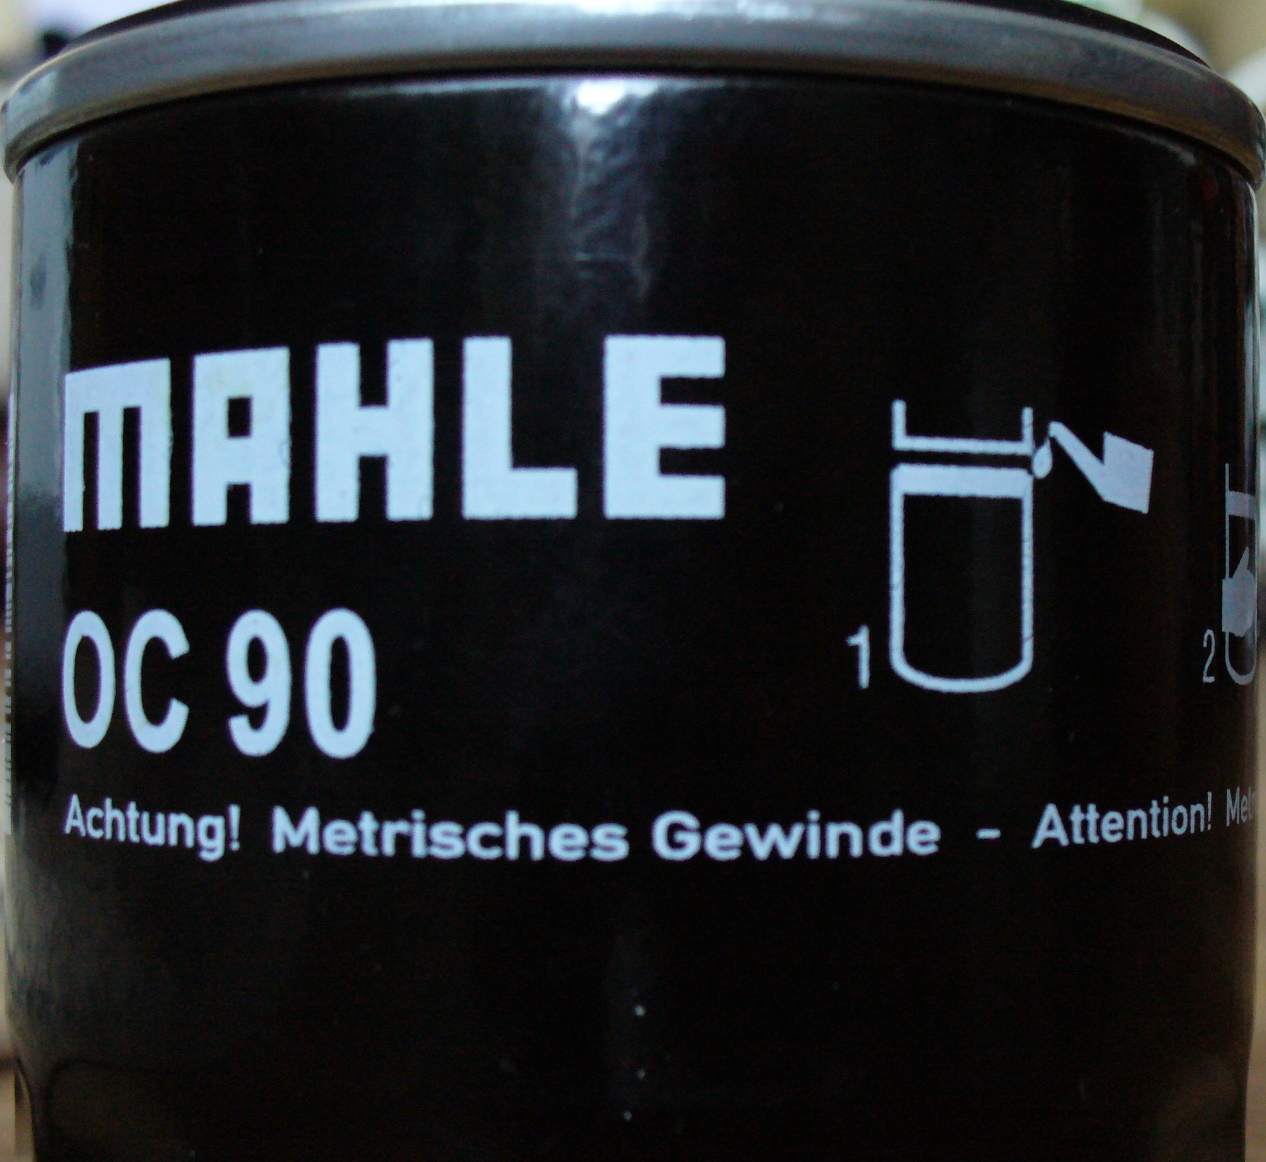 MAHLE
OC 90
1
2
Achtung! Metrisches Gewinde - Attention!